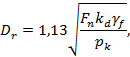 D_r = 1,13 √(F_n k_d γ_f / p_k),